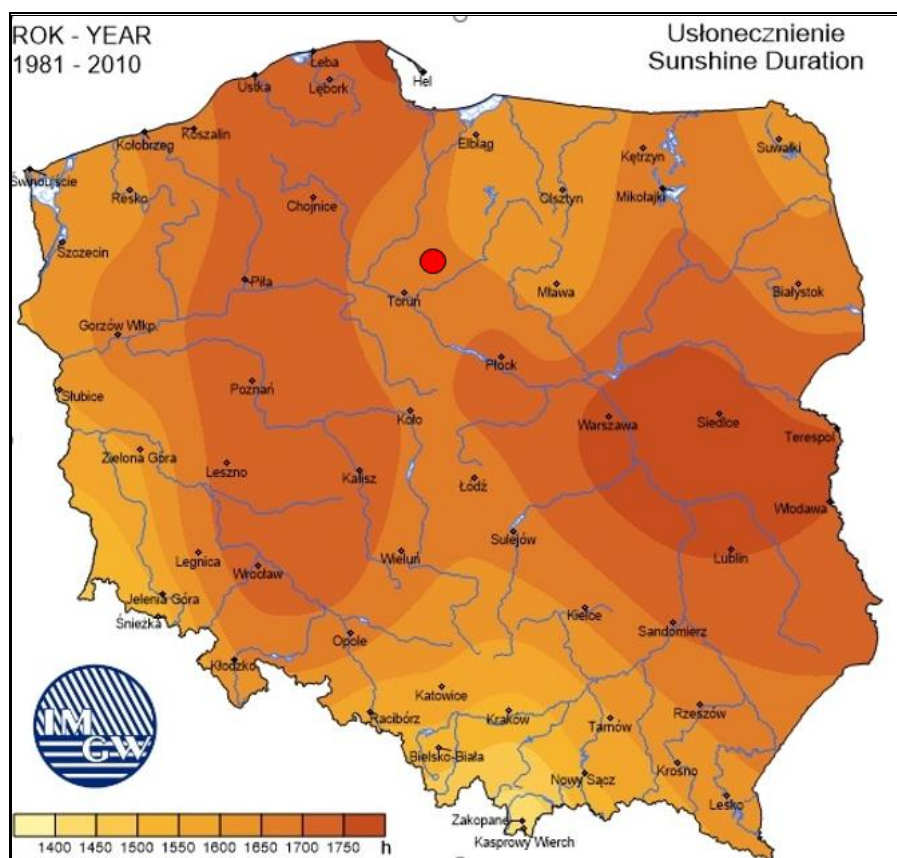 ROK - YEAR
1981 - 2010
Usłonecznienie
Sunshine Duration
Łeba
Ustka
Lębork
Hel
Koszalin
Kołobrzeg
Elbląg
Kętrzyn
Suwałki
Świnoujście
Resko
Chojnice
Olsztyn
Mikołajki
Szczecin
Piła
Toruń
Mława
Białystok
Gorzów Wlkp.
Płock
Słubice
Poznań
Koło
Warszawa
Siedlce
Terespol
Zielona Góra
Leszno
Kalisz
Łódź
Włodawa
Sulejów
Legnica
Wrocław
Wieluń
Lublin
Jelenia Góra
Śnieżka
Kielce
Opole
Sandomierz
Kłodzko
Katowice
Racibórz
Kraków
Tarnów
Rzeszów
Bielsko-Biała
Nowy Sącz
Krosno
Lesko
Zakopane
Kasprowy Wierch
IM
GW
1400 1450 1500 1550 1600 1650 1700 1750 h